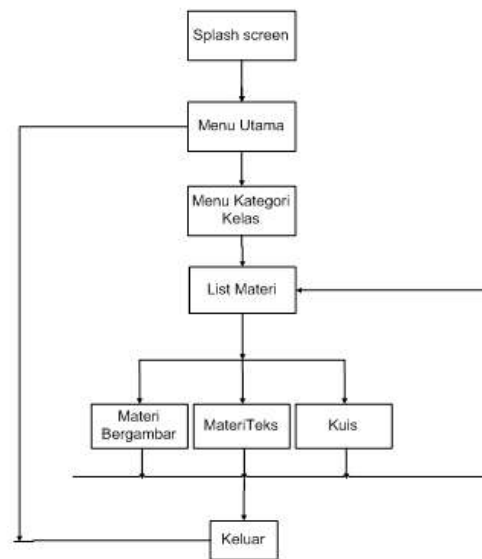 Splash screen
Menu Utama
Menu Kategori
Kelas
List Materi
Materi
Bergambar
MateriTeks
Kuis
Keluar